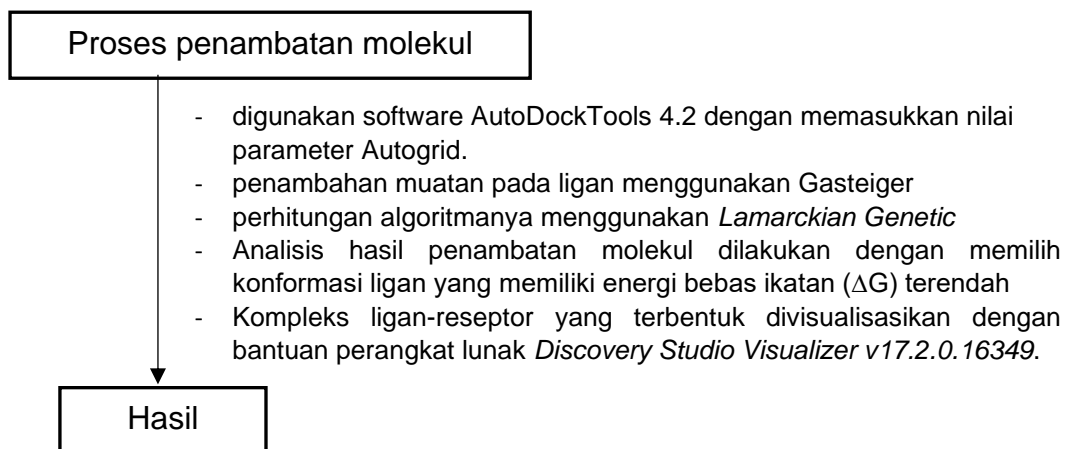 Proses penambatan molekul
- digunakan software AutoDockTools 4.2 dengan memasukkan nilai
parameter Autogrid.
- penambahan muatan pada ligan menggunakan Gasteiger
- perhitungan algoritmanya menggunakan Lamarckian Genetic
- Analisis hasil penambatan molekul dilakukan dengan memilih
konformasi ligan yang memiliki energi bebas ikatan (∆G) terendah
- Kompleks ligan-reseptor yang terbentuk divisualisasikan dengan
bantuan perangkat lunak Discovery Studio Visualizer v17.2.0.16349.
Hasil